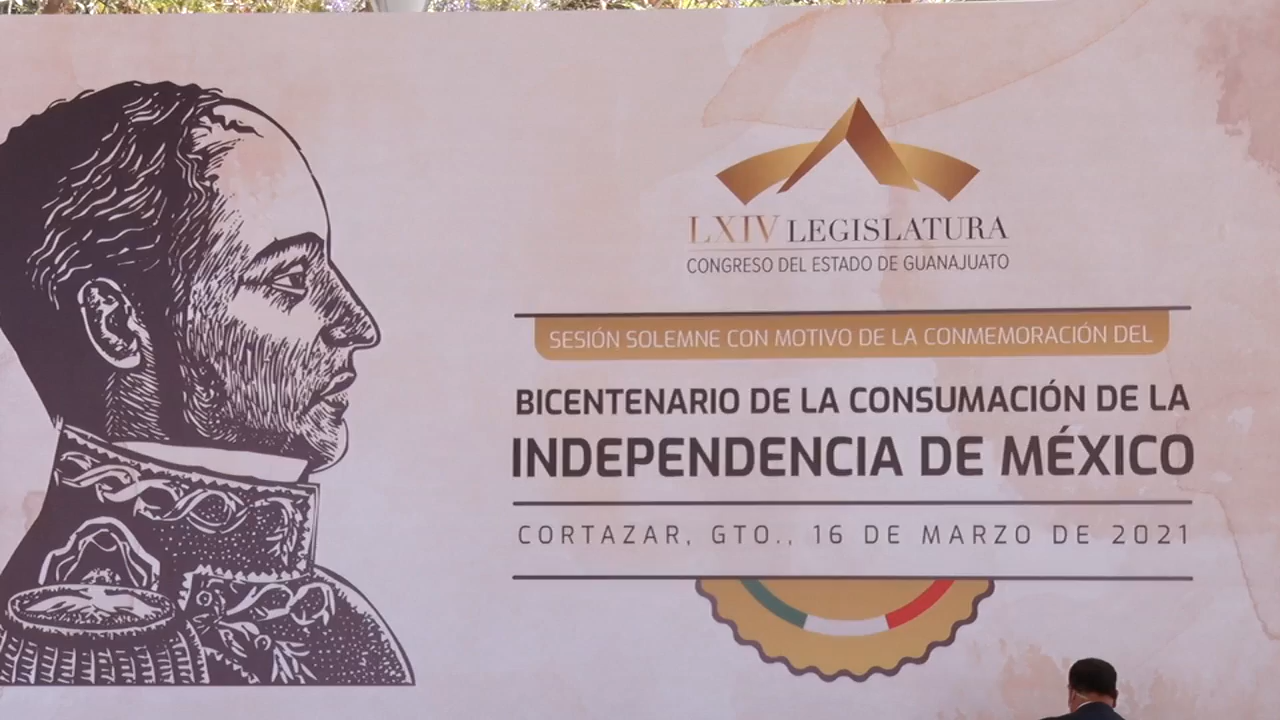 LXIV LEGISLATURA
CONGRESO DEL ESTADO DE GUANAJUATO
SESIÓN SOLEMNE CON MOTIVO DE LA CONMEMORACIÓN DEL
BICENTENARIO DE LA CONSUMACIÓN DE LA
INDEPENDENCIA DE MÉXICO
CORTAZAR, GTO., 16 DE MARZO DE 2021